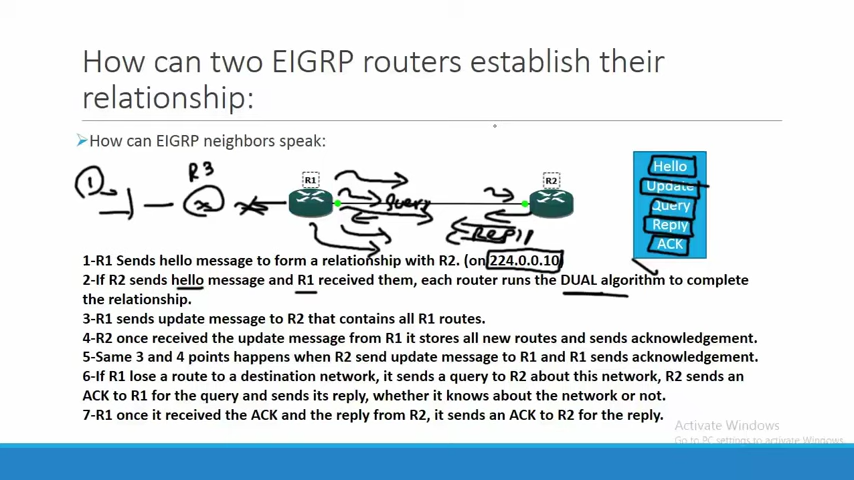 How can two EIGRP routers establish their
relationship:
How can EIGRP neighbors speak:
Hello
Update
Query
Reply
ACK
R3
1
R1
R2
Query
Reply
1-R1 Sends hello message to form a relationship with R2. (on 224.0.0.10)
2-If R2 sends hello message and R1 received them, each router runs the DUAL algorithm to complete
the relationship.
3-R1 sends update message to R2 that contains all R1 routes.
4-R2 once received the update message from R1 it stores all new routes and sends acknowledgement.
5-Same 3 and 4 points happens when R2 send update message to R1 and R1 sends acknowledgement.
6-If R1 lose a route to a destination network, it sends a query to R2 about this network, R2 sends an
ACK to R1 for the query and sends its reply, whether it knows about the network or not.
7-R1 once it received the ACK and the reply from R2, it sends an ACK to R2 for the reply.
Activate Windows
Go to PC settings to activate Windows.